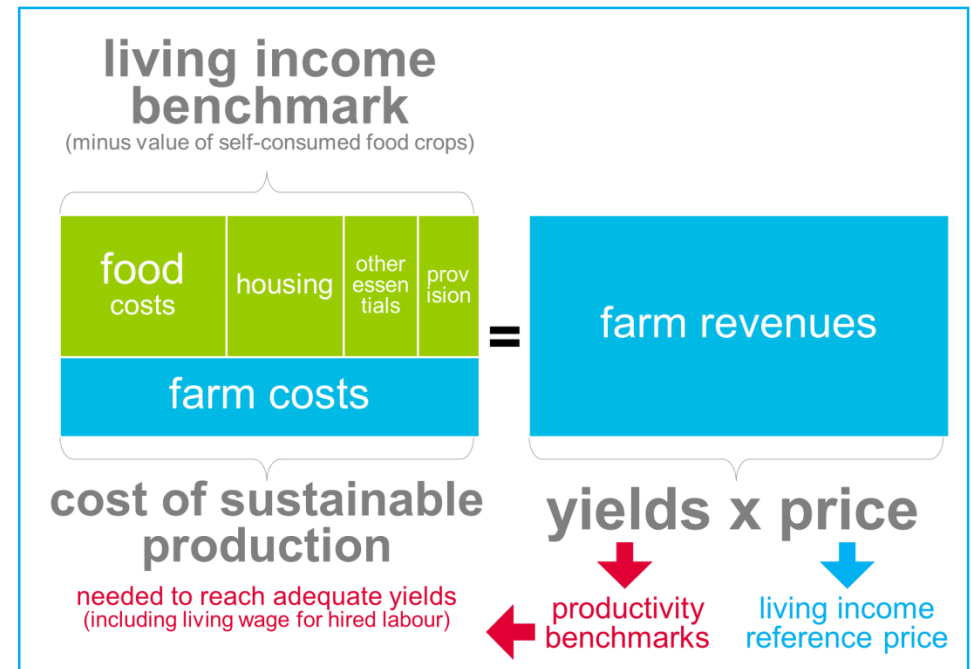 living income
benchmark
(minus value of self-consumed food crops)
food
costs
housing
other
essen
tials
prov
ision
farm costs
=
farm revenues
cost of sustainable
production
needed to reach adequate yields
(including living wage for hired labour)
yields x price
productivity
benchmarks
living income
reference price